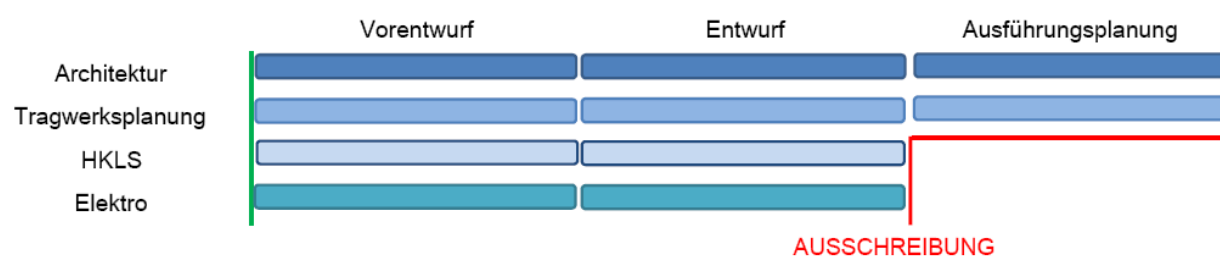 Vorentwurf Entwurf Ausführungsplanung
Architektur
Tragwerksplanung
HKLS
Elektro
AUSSCHREIBUNG